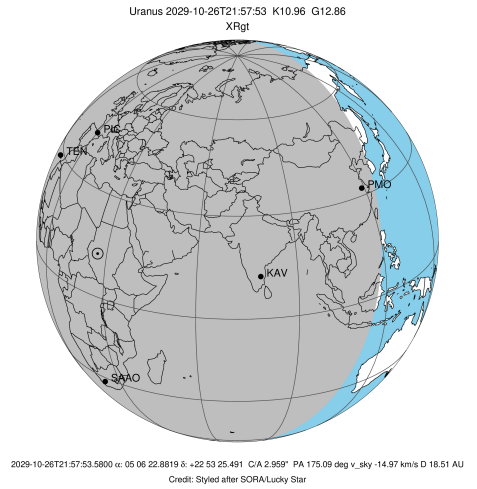 Uranus 2029-10-26T21:57:53  K10.96  G12.86
XRgt
PIC
TEN
PMO
KAV
SAAO
2029-10-26T21:57:53.5800 α: 05 06 22.8819 δ: +22 53 25.491  C/A 2.959"  PA 175.09 deg v_sky -14.97 km/s D 18.51 AU
Credit: Styled after SORA/Lucky Star